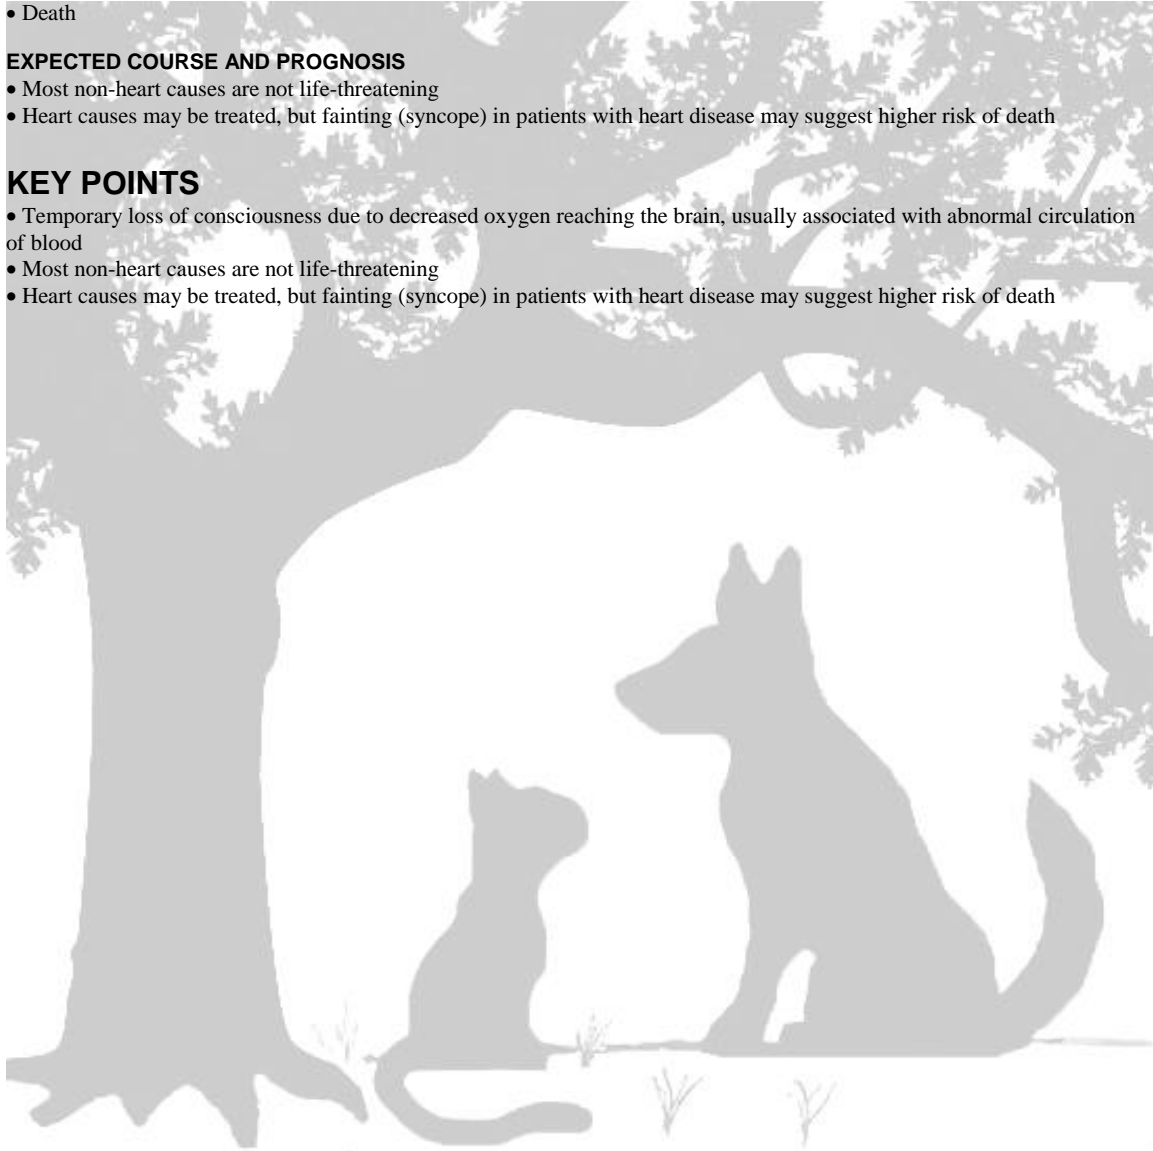 • Death
EXPECTED COURSE AND PROGNOSIS
• Most non-heart causes are not life-threatening
• Heart causes may be treated, but fainting (syncope) in patients with heart disease may suggest higher risk of death
KEY POINTS
• Temporary loss of consciousness due to decreased oxygen reaching the brain, usually associated with abnormal circulation
of blood
• Most non-heart causes are not life-threatening
• Heart causes may be treated, but fainting (syncope) in patients with heart disease may suggest higher risk of death